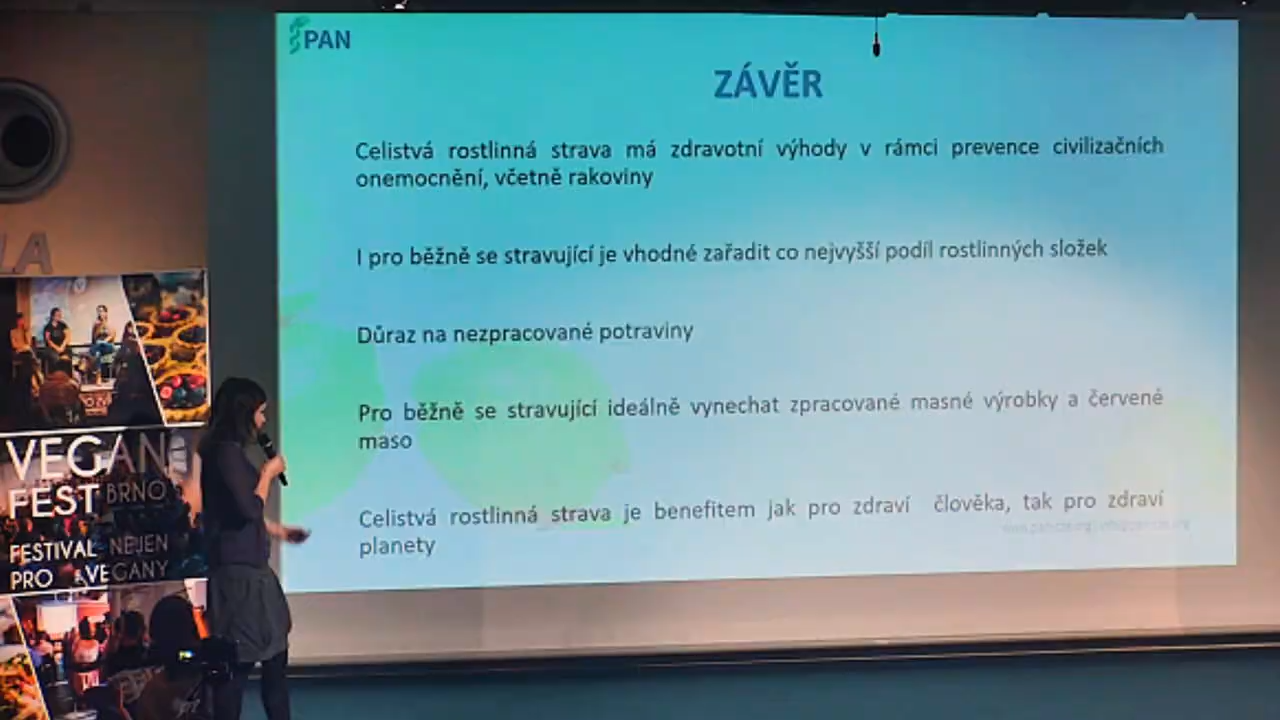 PAN
ZÁVĚR
Celistvá rostlinná strava má zdravotní výhody v rámci prevence civilizačních
onemocnění, včetně rakoviny
I pro běžně se stravující je vhodné zařadit co nejvyšší podíl rostlinných složek
Důraz na nezpracované potraviny
Pro běžně se stravující ideálně vynechat zpracované masné výrobky a červené
maso
Celistvá rostlinná strava je benefitem jak pro zdraví člověka, tak pro zdraví
planety
VEGAN
FEST BRNO
FESTIVAL NEJEN
PRO VEGANY